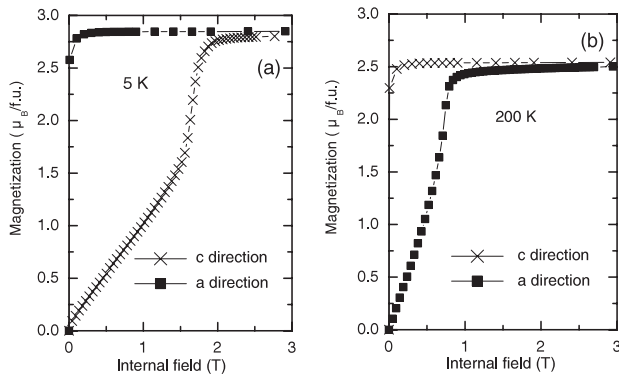 3.0
2.5
2.0
1.5
1.0
0.5
0.0
Magnetization ( μB/f.u.)
(a)
5 K
c direction
a direction
0 1 2 3
Internal field (T)
3.0
2.5
2.0
1.5
1.0
0.5
0.0
Magnetization ( μB/f.u.)
(b)
200 K
c direction
a direction
0 1 2 3
Internal field (T)